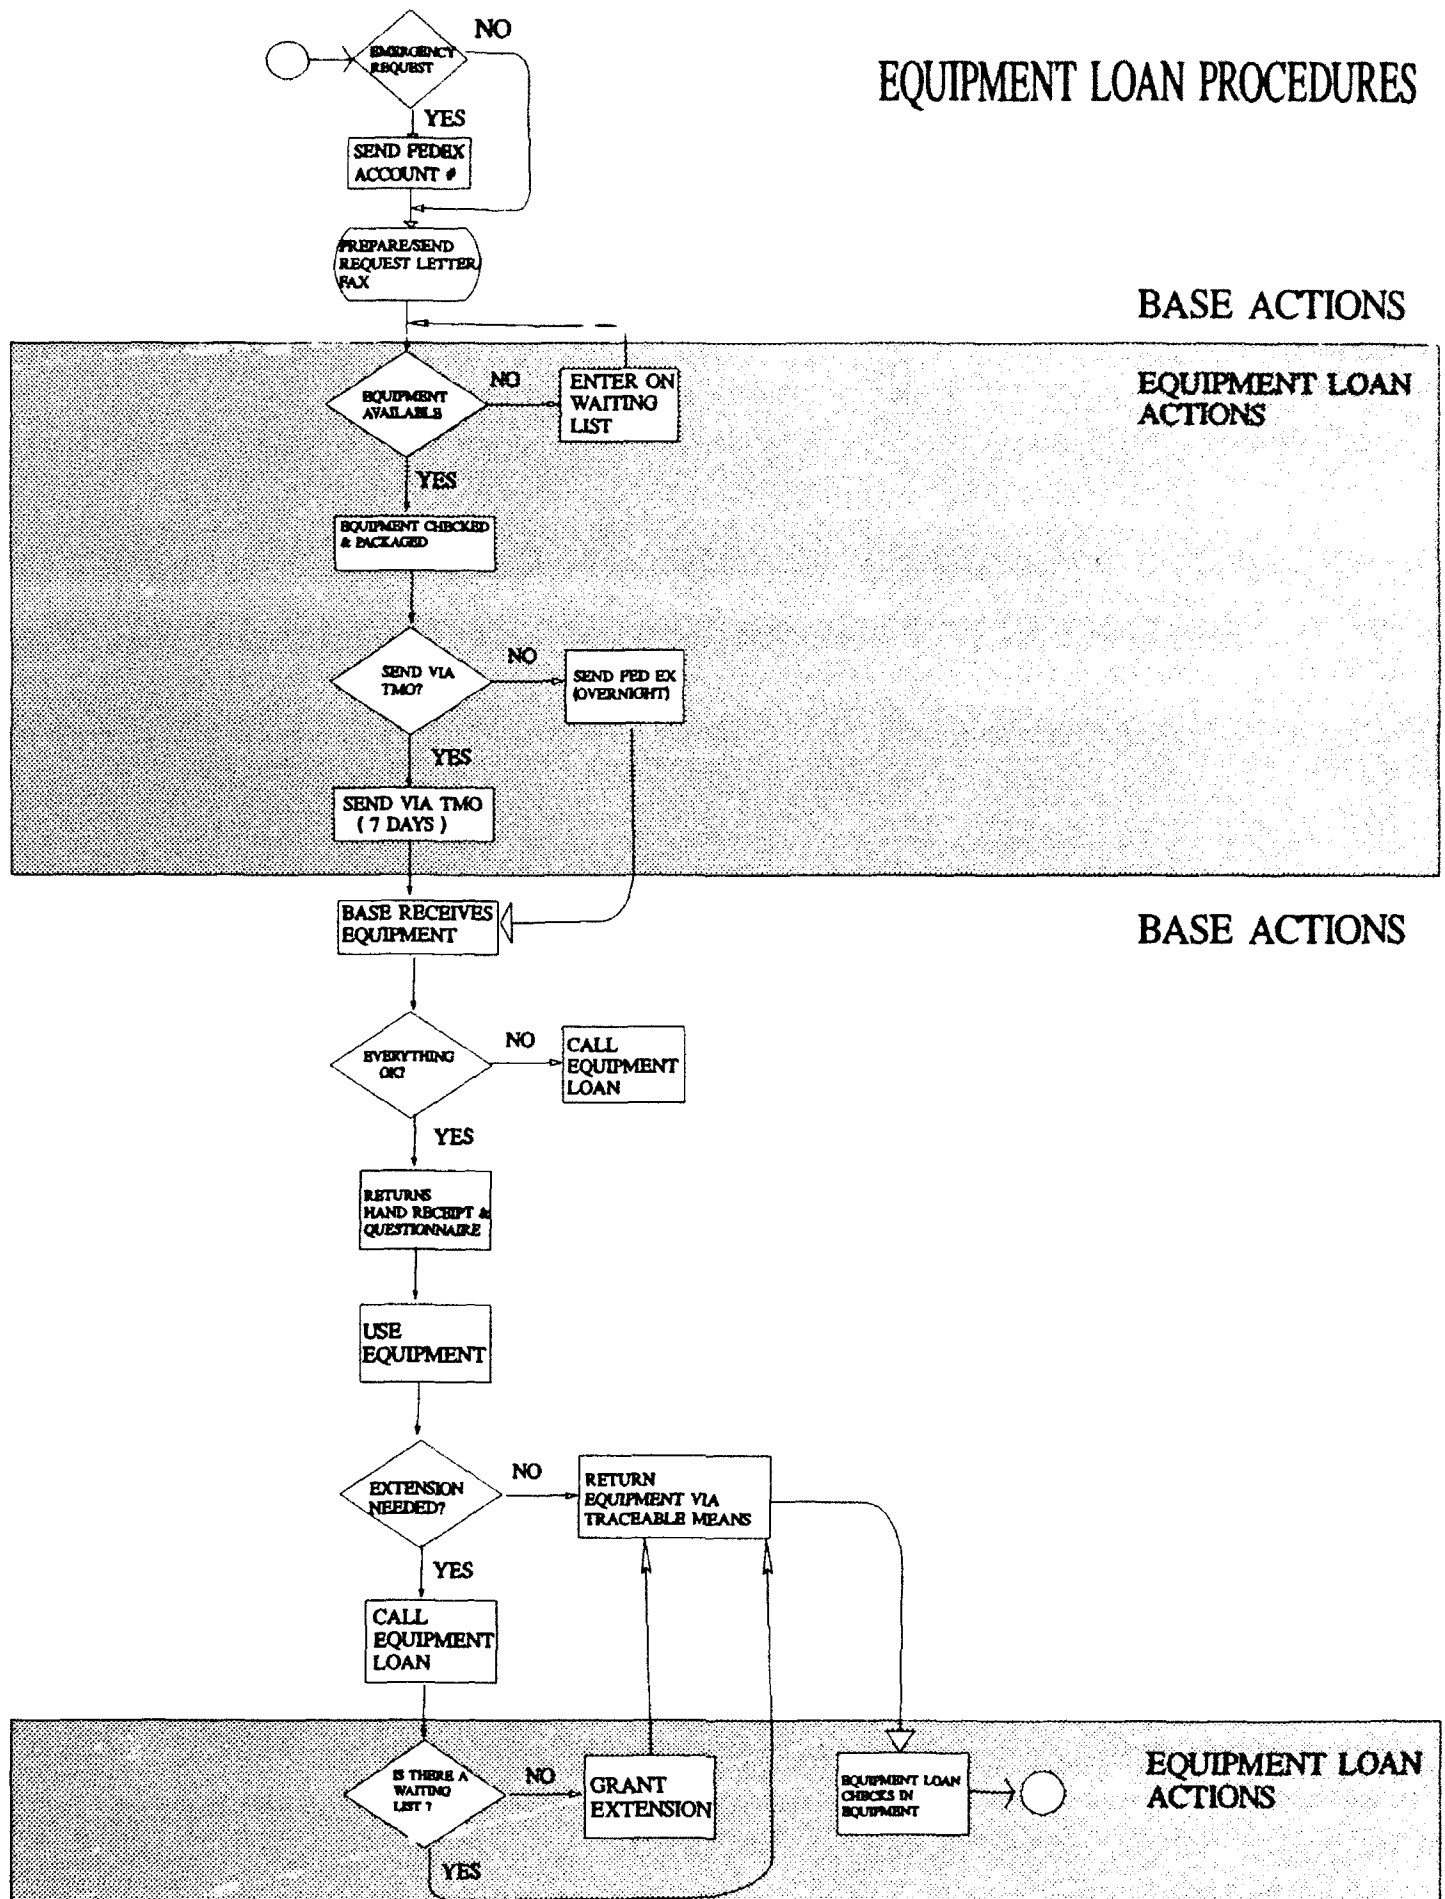 NO
EMERGENCY
REQUEST
EQUIPMENT LOAN PROCEDURES
YES
SEND FEDEX
ACCOUNT #
PREPARE/SEND
REQUEST LETTER/
FAX
BASE ACTIONS
EQUIPMENT
AVAILABLE
NO
ENTER ON
WAITING
LIST
EQUIPMENT LOAN
ACTIONS
YES
EQUIPMENT CHECKED
& PACKAGED
SEND VIA
TMO?
NO
SEND FED EX
(OVERNIGHT)
YES
SEND VIA TMO
( 7 DAYS )
BASE RECEIVES
EQUIPMENT
BASE ACTIONS
EVERYTHING
OK?
NO
CALL
EQUIPMENT
LOAN
YES
RETURNS
HAND RECEIPT &
QUESTIONNAIRE
USE
EQUIPMENT
EXTENSION
NEEDED?
NO
RETURN
EQUIPMENT VIA
TRACEABLE MEANS
YES
CALL
EQUIPMENT
LOAN
IS THERE A
WAITING
LIST ?
NO
GRANT
EXTENSION
EQUIPMENT LOAN
CHECKS IN
EQUIPMENT
EQUIPMENT LOAN
ACTIONS
YES